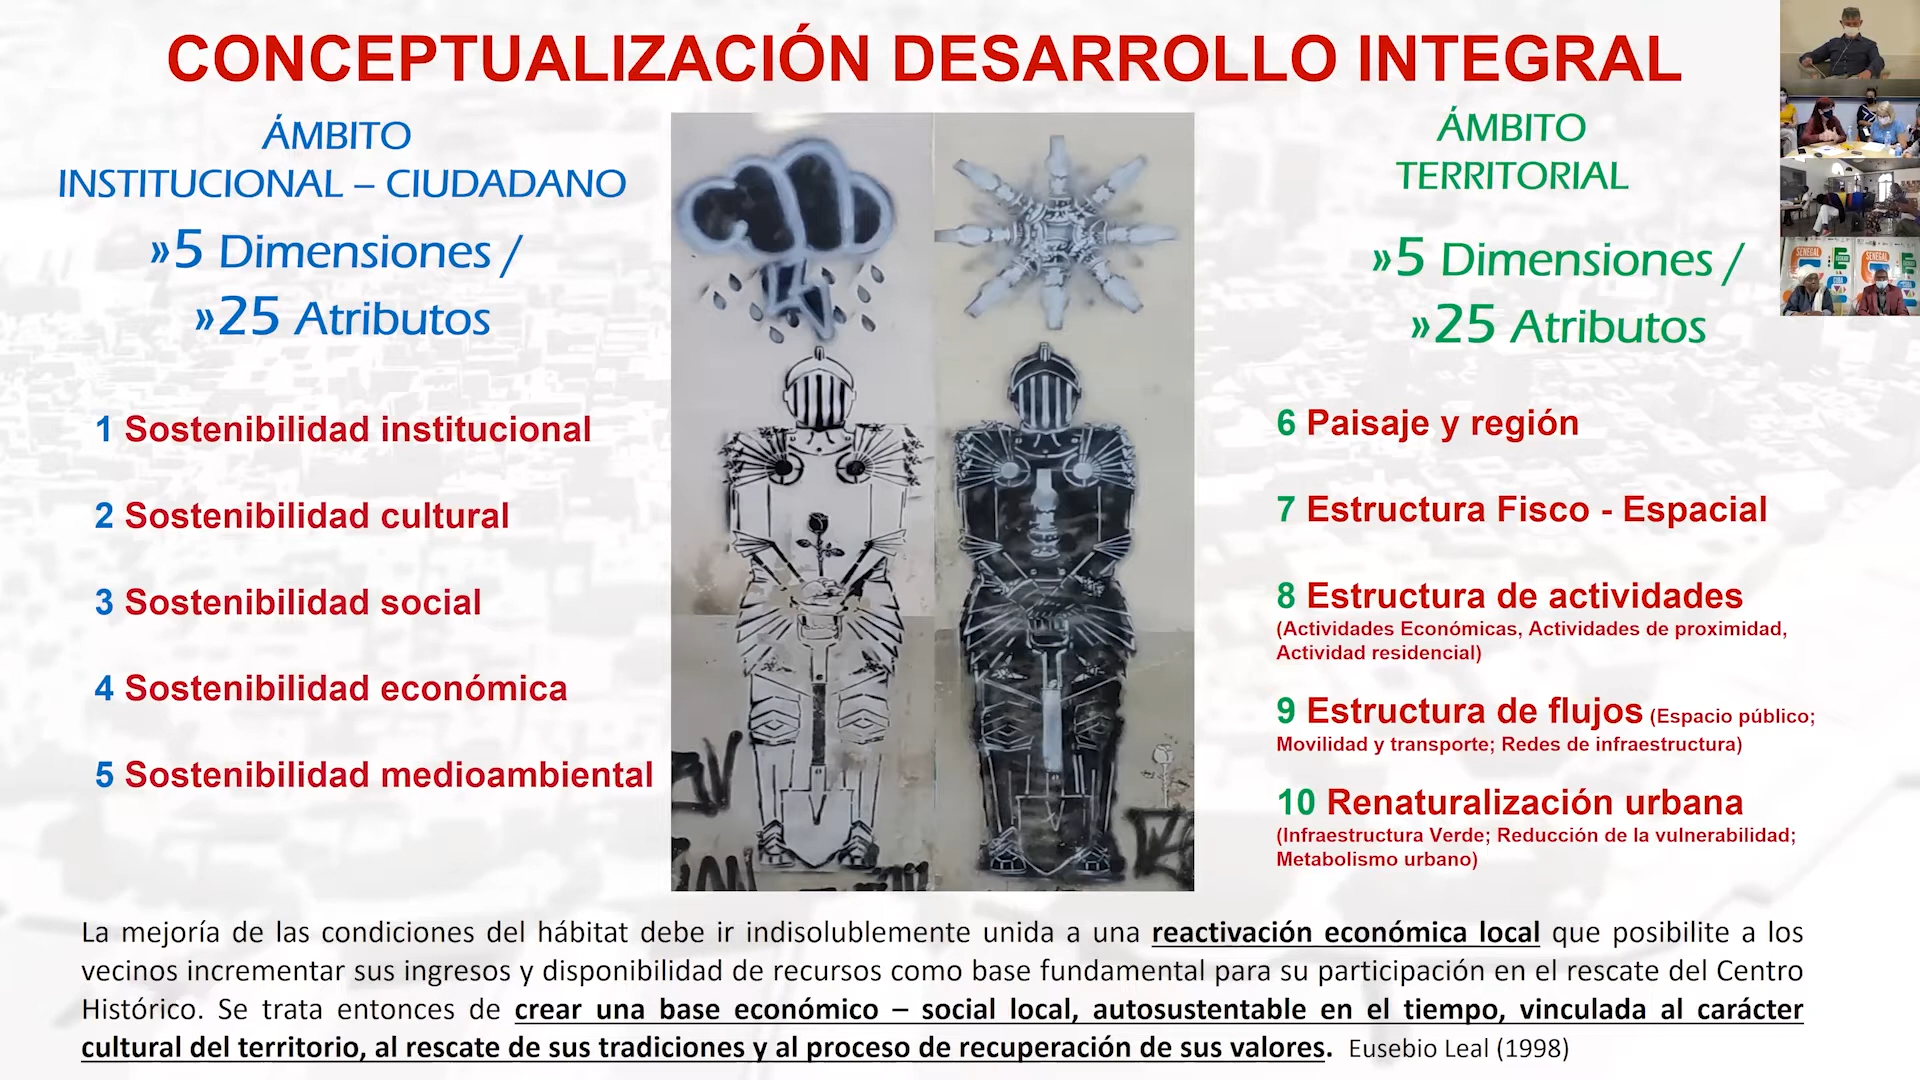 CONCEPTUALIZACIÓN DESARROLLO INTEGRAL
ÁMBITO
INSTITUCIONAL – CIUDADANO
»5 Dimensiones /
»25 Atributos
1 Sostenibilidad institucional
2 Sostenibilidad cultural
3 Sostenibilidad social
4 Sostenibilidad económica
5 Sostenibilidad medioambiental
ÁMBITO
TERRITORIAL
»5 Dimensiones /
»25 Atributos
6 Paisaje y región
7 Estructura Fisco - Espacial
8 Estructura de actividades
(Actividades Económicas, Actividades de proximidad,
Actividad residencial)
9 Estructura de flujos (Espacio público;
Movilidad y transporte; Redes de infraestructura)
10 Renaturalización urbana
(Infraestructura Verde; Reducción de la vulnerabilidad;
Metabolismo urbano)
La mejoría de las condiciones del hábitat debe ir indisolublemente unida a una reactivación económica local que posibilite a los
vecinos incrementar sus ingresos y disponibilidad de recursos como base fundamental para su participación en el rescate del Centro
Histórico. Se trata entonces de crear una base económico – social local, autosustentable en el tiempo, vinculada al carácter
cultural del territorio, al rescate de sus tradiciones y al proceso de recuperación de sus valores. Eusebio Leal (1998)
SENEGAL
SENEGAL